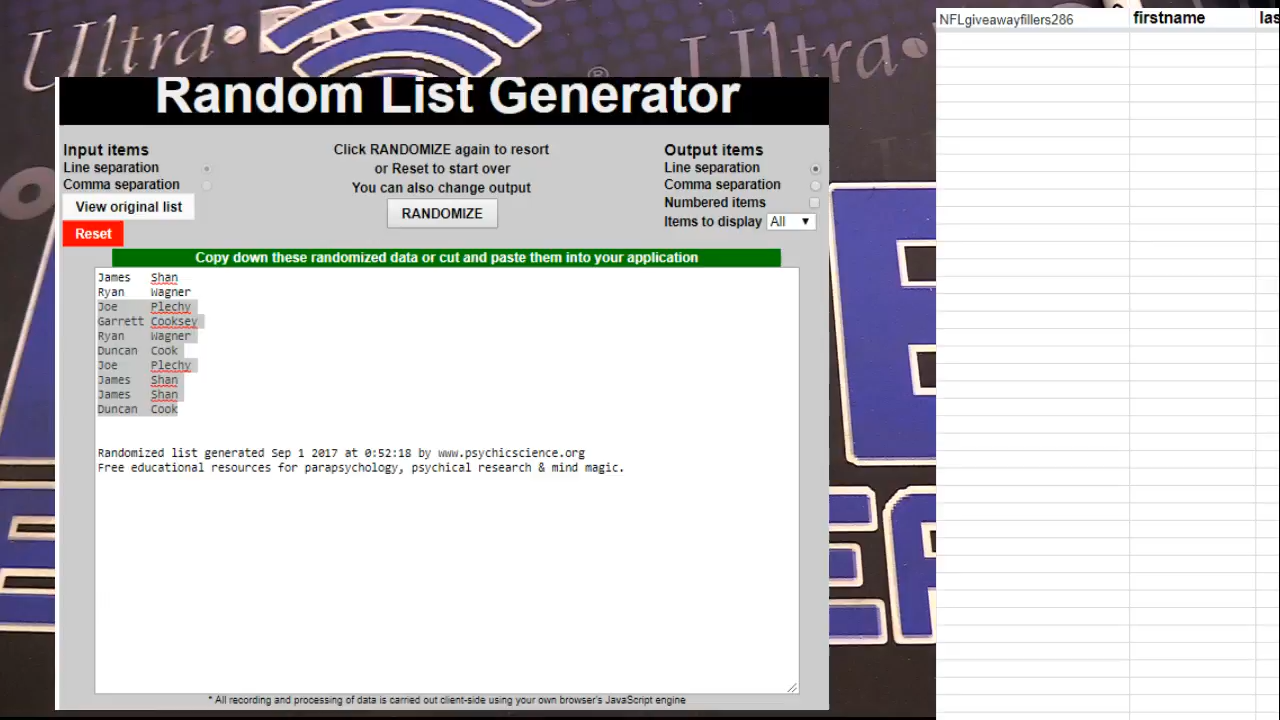 Ultra•PRO
Ultra•
®
Random List Generator
Input items
Line separation
Comma separation
View original list
Reset
Click RANDOMIZE again to resort
or Reset to start over
You can also change output
RANDOMIZE
Output items
Line separation
Comma separation
Numbered items
Items to display All
Copy down these randomized data or cut and paste them into your application
James Shan
Ryan Wagner
Joe Plechy
Garrett Cooksey
Ryan Wagner
Duncan Cook
Joe Plechy
James Shan
James Shan
Duncan Cook
Randomized list generated Sep 1 2017 at 0:52:18 by www.psychicscience.org
Free educational resources for parapsychology, psychical research & mind magic.
* All recording and processing of data is carried out client-side using your own browser's JavaScript engine
NFLgiveawayfillers286 firstname las